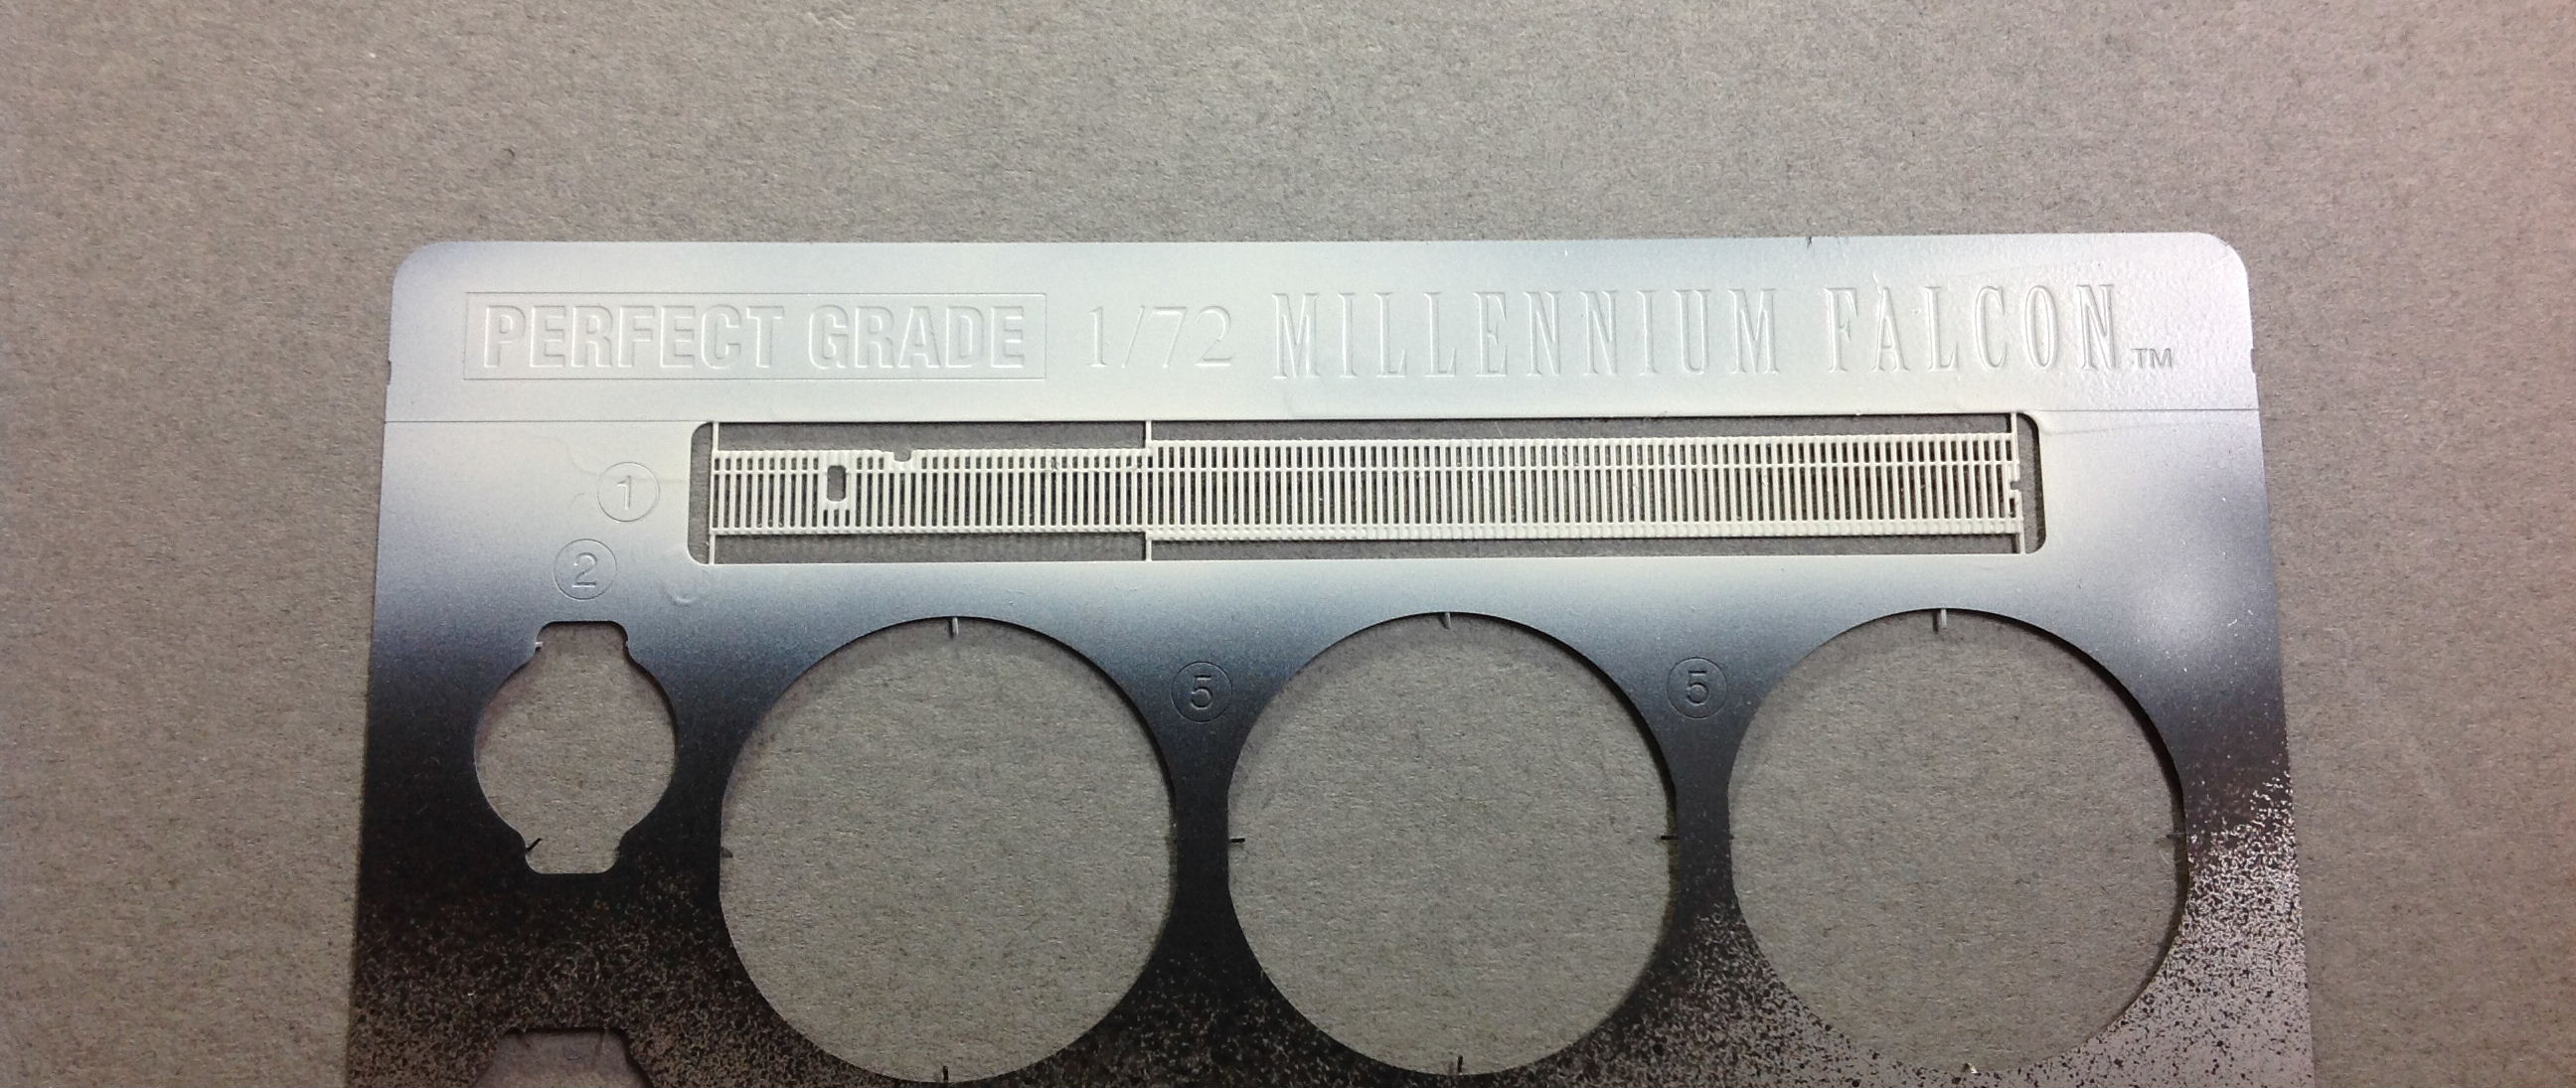 PERFECT GRADE 1/72 MILLENNIUM FALCON™
1
2
5 5